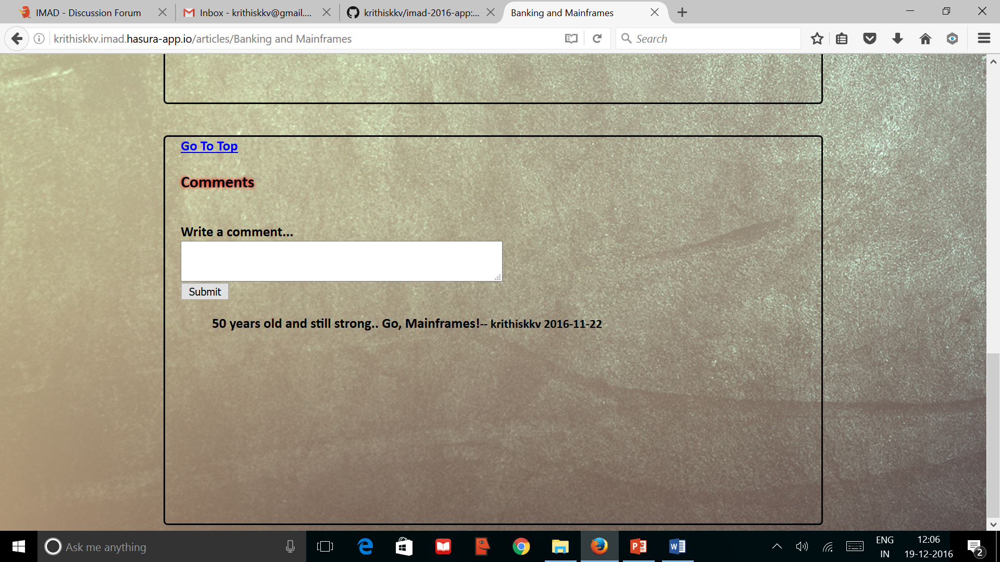 IMAD - Discussion Forum
Inbox - krithiskkv@gmail....
krithiskkv/imad-2016-app:...
Banking and Mainframes
krithiskkv.imad.hasura-app.io/articles/Banking and Mainframes
Search
Go To Top
Comments
Write a comment...
Submit
50 years old and still strong.. Go, Mainframes!-- krithiskkv 2016-11-22
Ask me anything
ENG
IN
12:06
19-12-2016
2